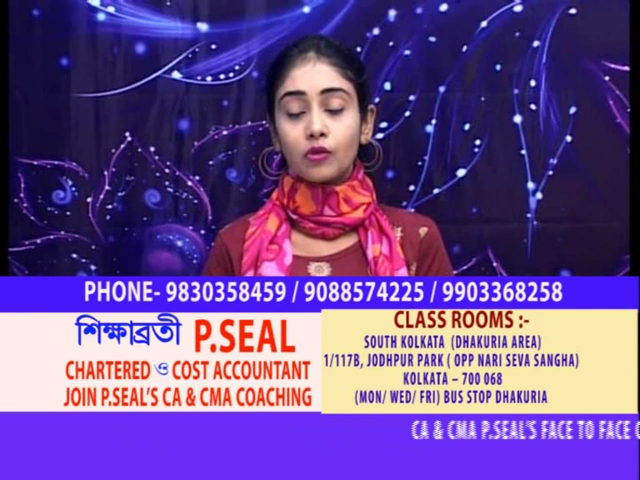 PHONE- 9830358459 / 9088574225 / 9903368258
শিক্ষাব্রতী P.SEAL
CHARTERED ও COST ACCOUNTANT
JOIN P.SEAL'S CA & CMA COACHING
CLASS ROOMS :-
SOUTH KOLKATA (DHAKURIA AREA)
1/117B, JODHPUR PARK ( OPP NARI SEVA SANGHA)
KOLKATA – 700 068
(MON/ WED/ FRI) BUS STOP DHAKURIA
CA & CMA P.SEAL'S FACE TO FACE